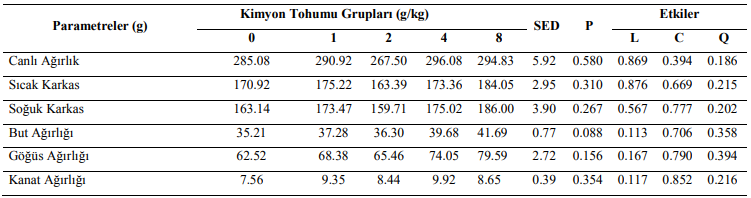 Parametreler (g) Kimyon Tohumu Grupları (g/kg) SED P Etkiler
0 1 2 4 8 L C Q
Canlı Ağırlık 285.08 290.92 267.50 296.08 294.83 5.92 0.580 0.869 0.394 0.186
Sıcak Karkas 170.92 175.22 163.39 173.36 184.05 2.95 0.310 0.876 0.669 0.215
Soğuk Karkas 163.14 173.47 159.71 175.02 186.00 3.90 0.267 0.567 0.777 0.202
But Ağırlığı 35.21 37.28 36.30 39.68 41.69 0.77 0.088 0.113 0.706 0.358
Göğüs Ağırlığı 62.52 68.38 65.46 74.05 79.59 2.72 0.156 0.167 0.790 0.394
Kanat Ağırlığı 7.56 9.35 8.44 9.92 8.65 0.39 0.354 0.117 0.852 0.216